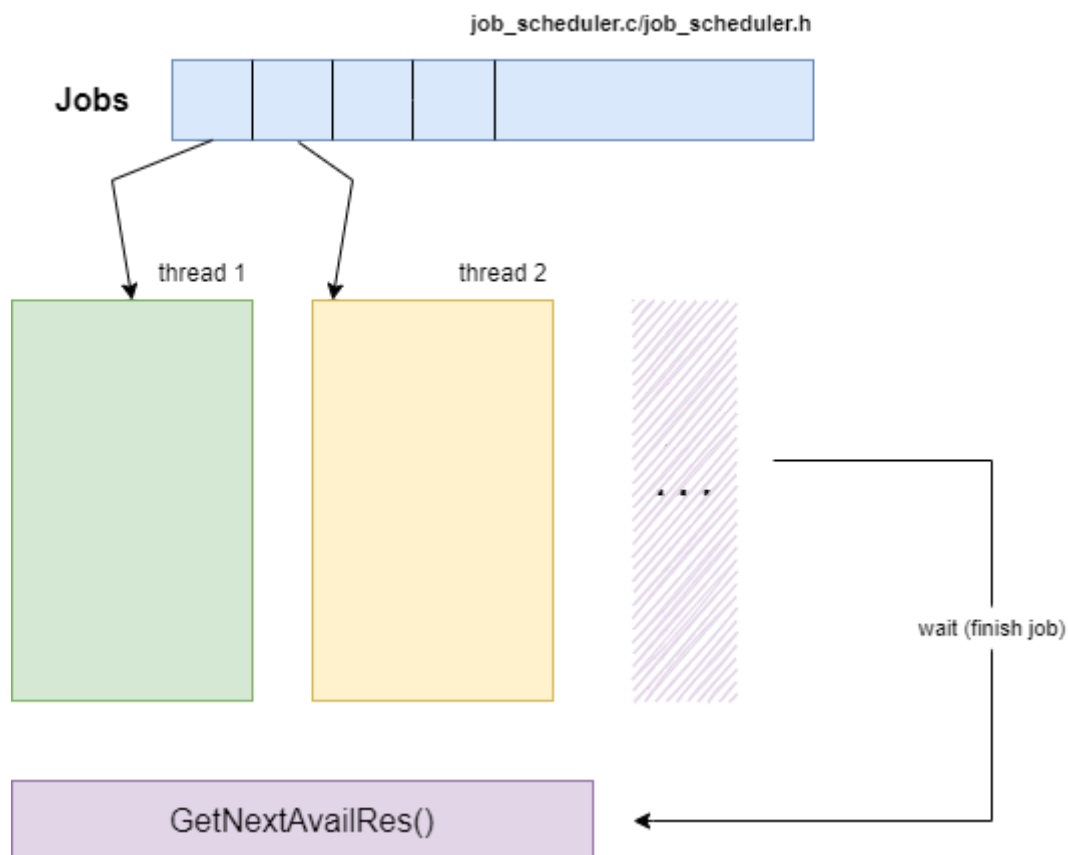 job_scheduler.c/job_scheduler.h
Jobs
thread 1
thread 2
...
wait (finish job)
GetNextAvailRes()